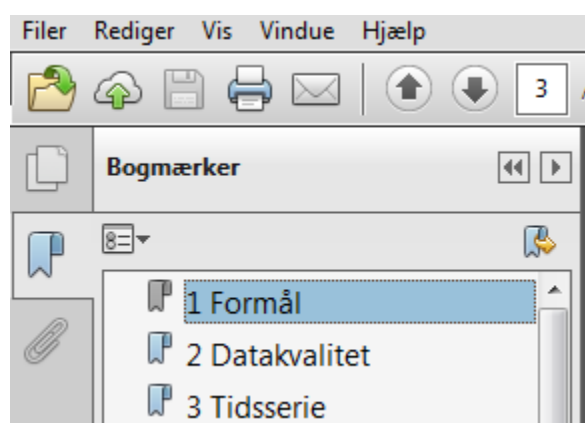 Filer Rediger Vis Vindue Hjælp
3
Bogmærker
1 Formål
2 Datakvalitet
3 Tidsserie